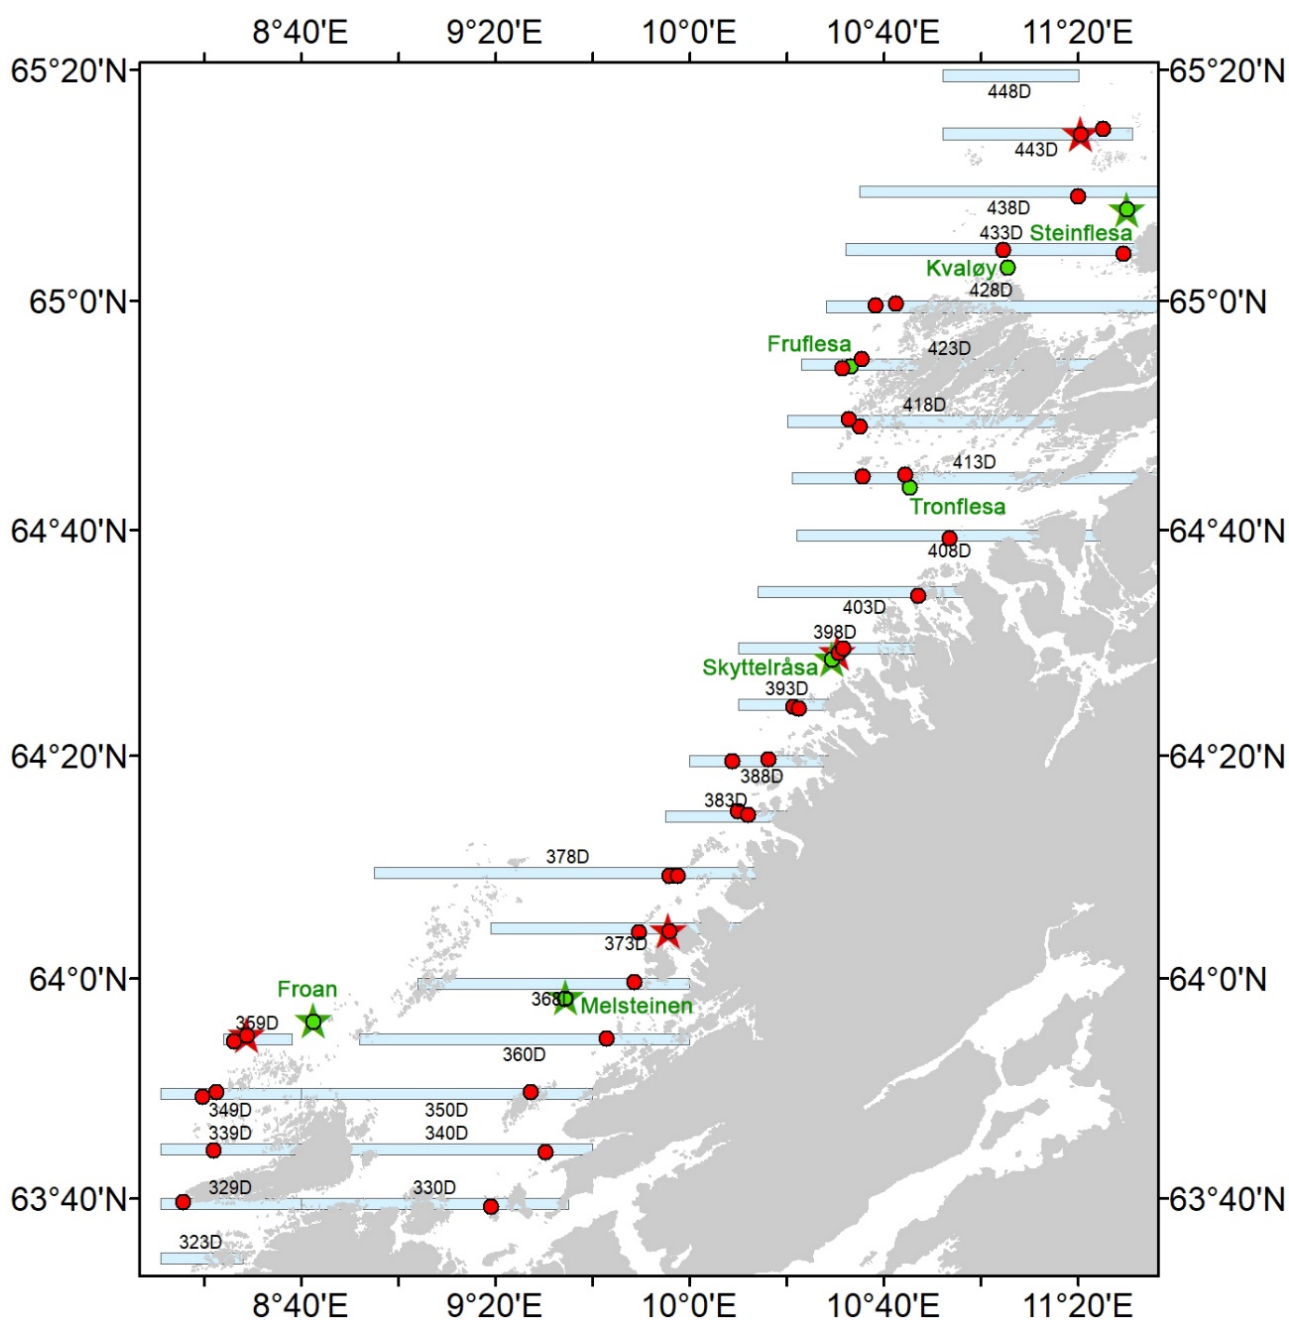 8°40'E 9°20'E 10°0'E 10°40'E 11°20'E
65°20'N 65°20'N
448D
443D
438D
Steinflesa
433D
Kvaløy
428D
65°0'N 65°0'N
Fruflesa
423D
418D
413D
Tronflesa
64°40'N 64°40'N
408D
403D
398D
Skyttelråsa
393D
64°20'N 64°20'N
388D
383D
378D
373D
64°0'N 64°0'N
Froan
368D Melsteinen
359D
360D
349D 350D
339D 340D
63°40'N 329D 330D 63°40'N
323D
8°40'E 9°20'E 10°0'E 10°40'E 11°20'E